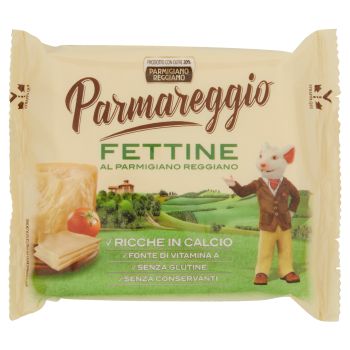 PRODOTTO CON OLTRE 30%
PARMIGIANO
REGGIANO
Parmareggio
FETTINE
AL PARMIGIANO REGGIANO
√ RICCHE IN CALCIO
√ FONTE DI VITAMINA A
√ SENZA GLUTINE
√ SENZA CONSERVANTI